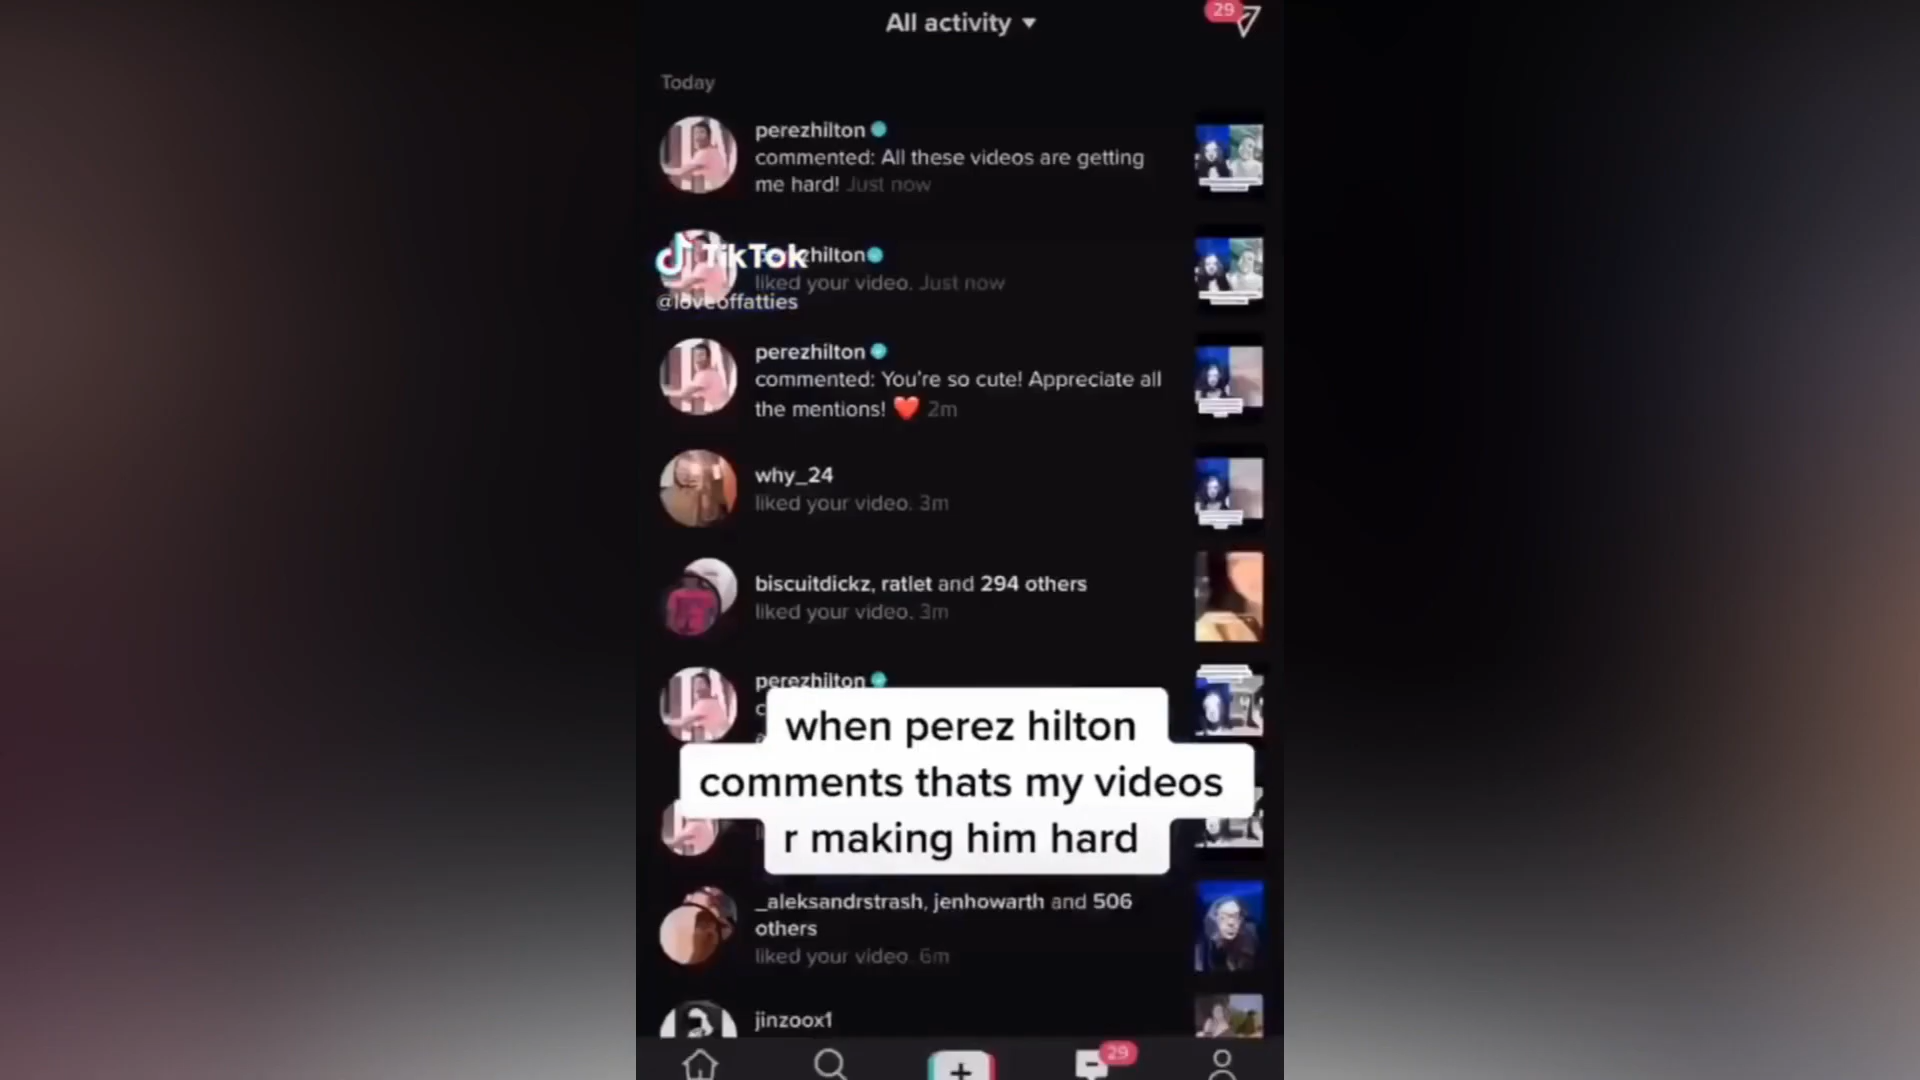 All activity
29
Today
perezhilton
commented: All these videos are getting
me hard! Just now
TikTok
hilton
liked your video. Just now
@loveoffatties
perezhilton
commented: You're so cute! Appreciate all
the mentions! ❤️ 2m
why_24
liked your video. 3m
biscuitdickz, ratlet and 294 others
liked your video. 3m
perezhilton
when perez hilton
comments thats my videos
r making him hard
_aleksandrstrash, jenhowarth and 506
others
liked your video. 6m
jinzoox1
29